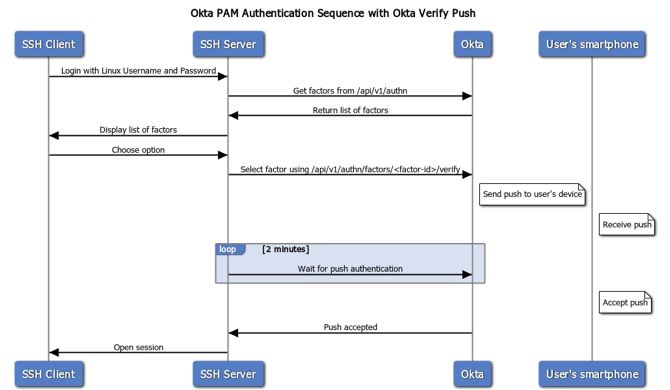 Okta PAM Authentication Sequence with Okta Verify Push
SSH Client
SSH Server
Okta
User's smartphone
Login with Linux Username and Password
Get factors from /api/v1/authn
Return list of factors
Display list of factors
Choose option
Select factor using /api/v1/authn/factors/<factor-id>/verify
Send push to user's device
Receive push
loop [2 minutes]
Wait for push authentication
Accept push
Push accepted
Open session
SSH Client
SSH Server
Okta
User's smartphone